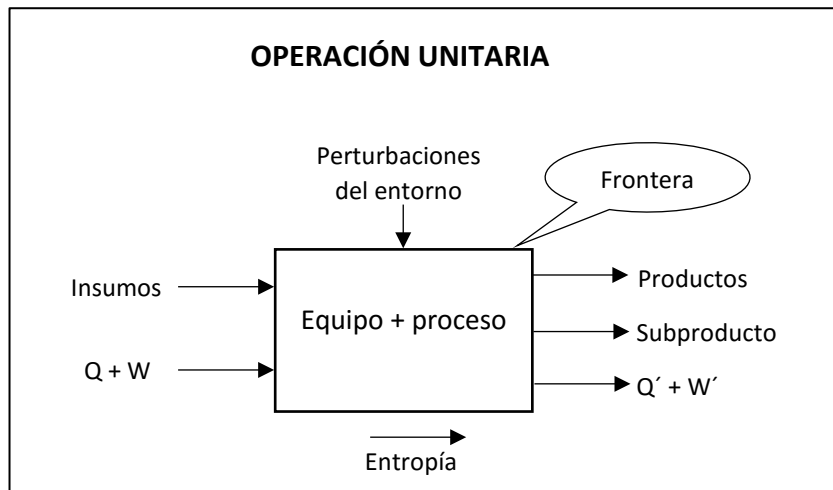 OPERACIÓN UNITARIA
Perturbaciones
del entorno
Frontera
Insumos
Q + W
Equipo + proceso
Productos
Subproducto
Q´ + W´
Entropía